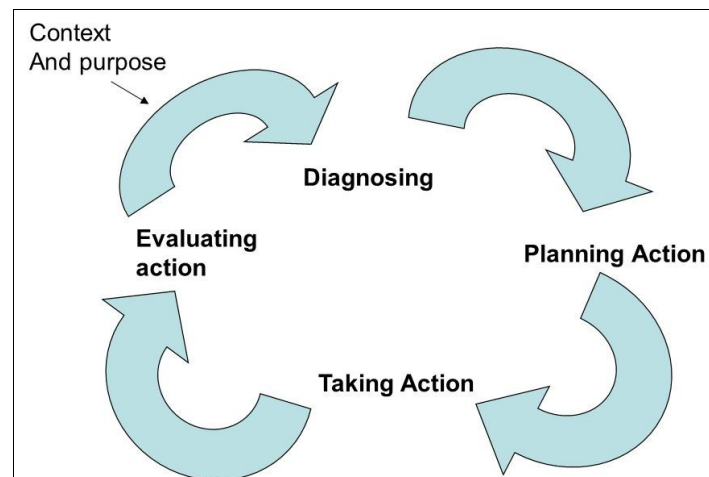 Context
And purpose
Diagnosing
Evaluating
action
Planning Action
Taking Action